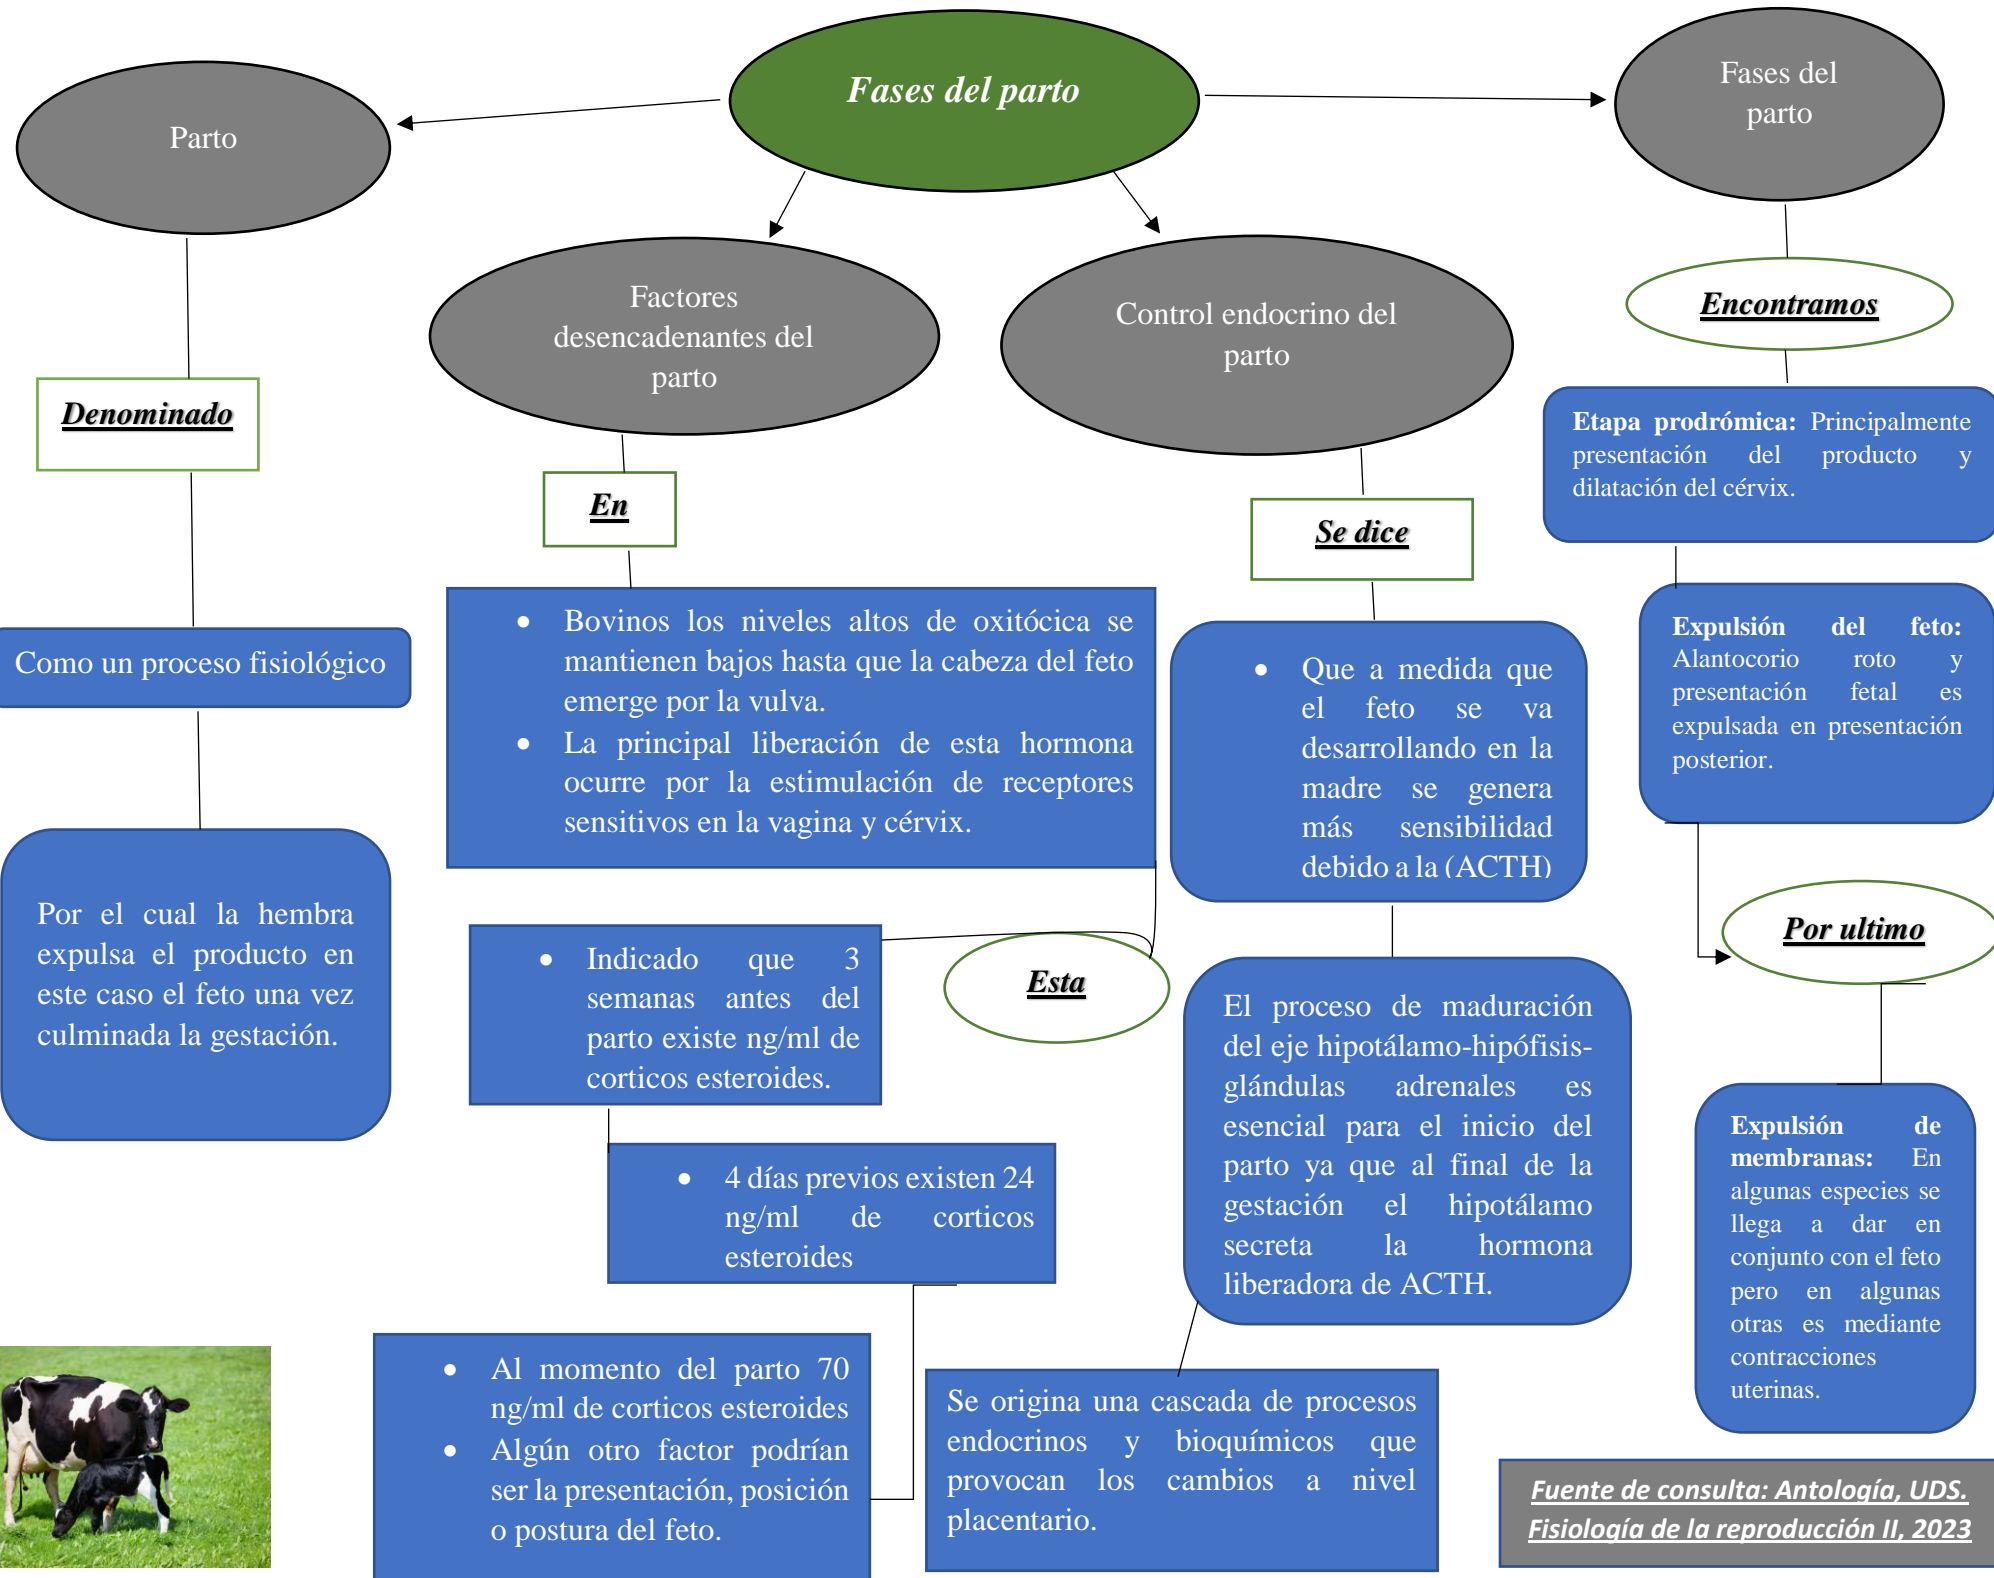 Fases del parto
Parto
Denominado
Como un proceso fisiológico
Por el cual la hembra
expulsa el producto en
este caso el feto una vez
culminada la gestación.
Factores
desencadenantes del
parto
En
Bovinos los niveles altos de oxitócica se
mantienen bajos hasta que la cabeza del feto
emerge por la vulva.
La principal liberación de esta hormona
ocurre por la estimulación de receptores
sensitivos en la vagina y cérvix.
Esta
Indicado que 3
semanas antes del
parto existe ng/ml de
corticos esteroides.
4 días previos existen 24
ng/ml de corticos
esteroides
Al momento del parto 70
ng/ml de corticos esteroides
Algún otro factor podrían
ser la presentación, posición
o postura del feto.
Control endocrino del
parto
Se dice
Que a medida que
el feto se va
desarrollando en la
madre se genera
más sensibilidad
debido a la (ACTH)
El proceso de maduración
del eje hipotálamo-hipófisis-
glándulas adrenales es
esencial para el inicio del
parto ya que al final de la
gestación el hipotálamo
secreta la hormona
liberadora de ACTH.
Se origina una cascada de procesos
endocrinos y bioquímicos que
provocan los cambios a nivel
placentario.
Fases del
parto
Encontramos
Etapa prodrómica: Principalmente
presentación del producto y
dilatación del cérvix.
Expulsión del feto:
Alantocorio roto y
presentación fetal es
expulsada en presentación
posterior.
Por ultimo
Expulsión de
membranas: En
algunas especies se
llega a dar en
conjunto con el feto
pero en algunas
otras es mediante
contracciones
uterinas.
Fuente de consulta: Antología, UDS.
Fisiología de la reproducción II, 2023